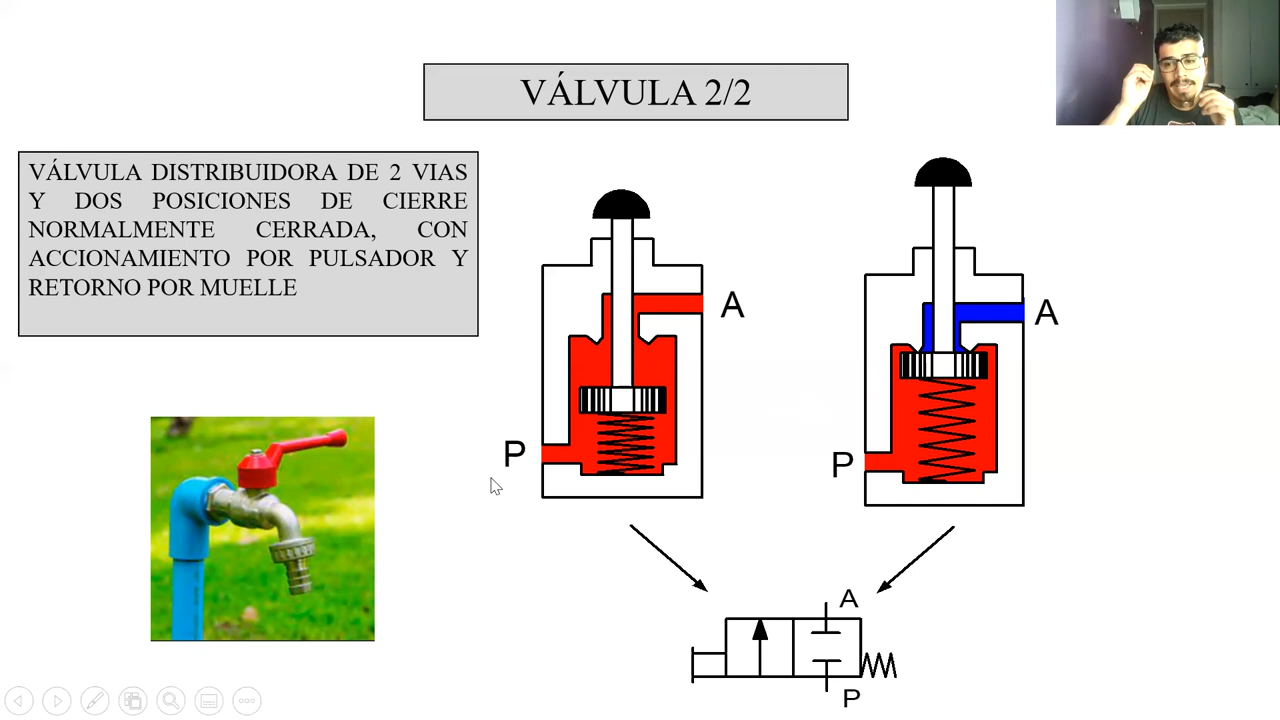 VÁLVULA 2/2
VÁLVULA DISTRIBUIDORA DE 2 VIAS
Y DOS POSICIONES DE CIERRE
NORMALMENTE CERRADA, CON
ACCIONAMIENTO POR PULSADOR Y
RETORNO POR MUELLE
A
P
A
P
A
P